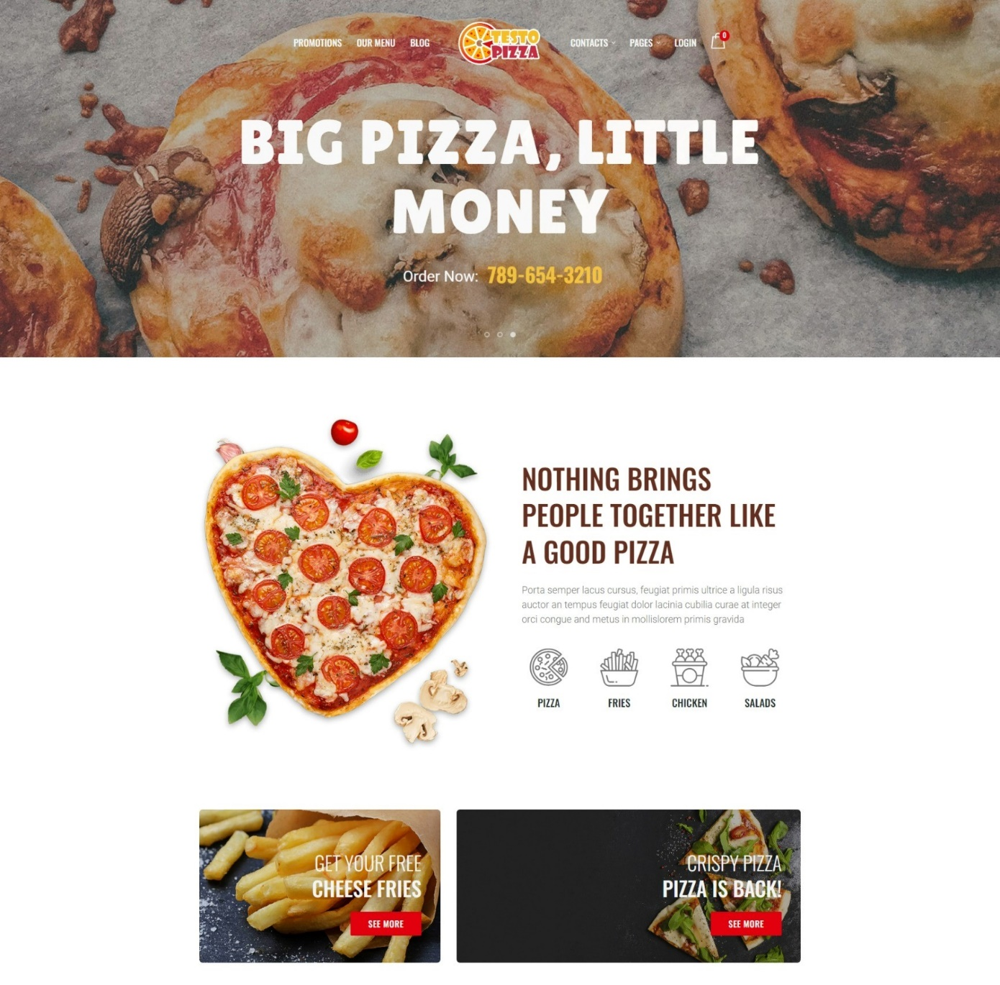 PROMOTIONS OUR MENU BLOG TESTO PIZZA CONTACTS PAGES LOGIN 0
BIG PIZZA, LITTLE
MONEY
Order Now: 789-654-3210
NOTHING BRINGS
PEOPLE TOGETHER LIKE
A GOOD PIZZA
Porta semper lacus cursus, feugiat primis ultrice a ligula risus
auctor an tempus feugiat dolor lacinia cubilia curae at integer
orci congue and metus in mollislorem primis gravida
PIZZA FRIES CHICKEN SALADS
GET YOUR FREE
CHEESE FRIES
SEE MORE
CRISPY PIZZA
PIZZA IS BACK!
SEE MORE